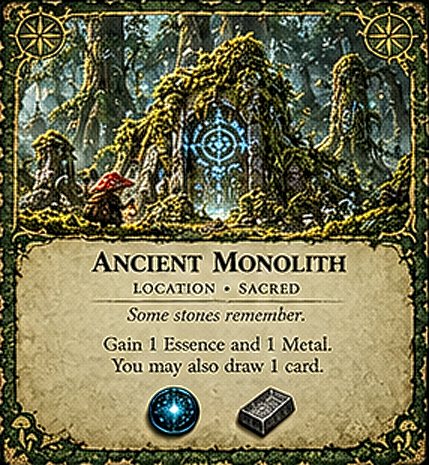 ANCIENT MONOLITH
LOCATION • SACRED
Some stones remember.
Gain 1 Essence and 1 Metal.
You may also draw 1 card.